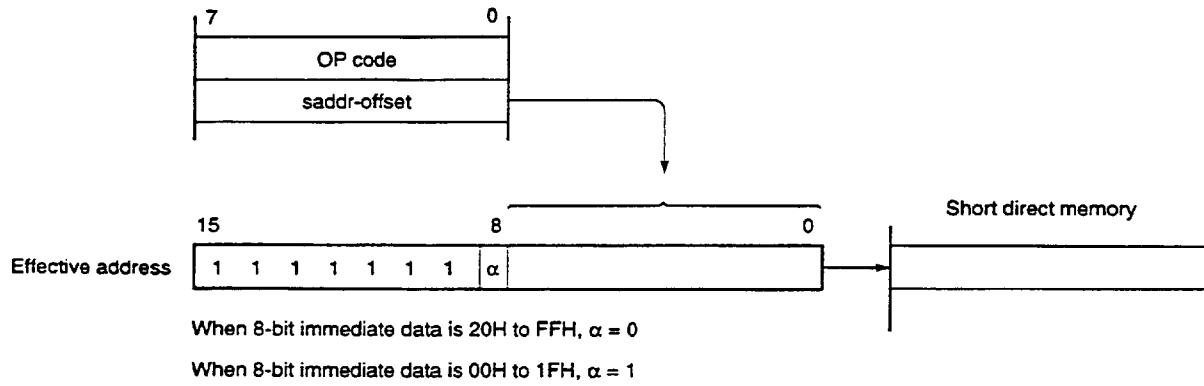 7 0
OP code
saddr-offset
15 8 0
Short direct memory
Effective address 1 1 1 1 1 1 1 α
When 8-bit immediate data is 20H to FFH, α = 0
When 8-bit immediate data is 00H to 1FH, α = 1